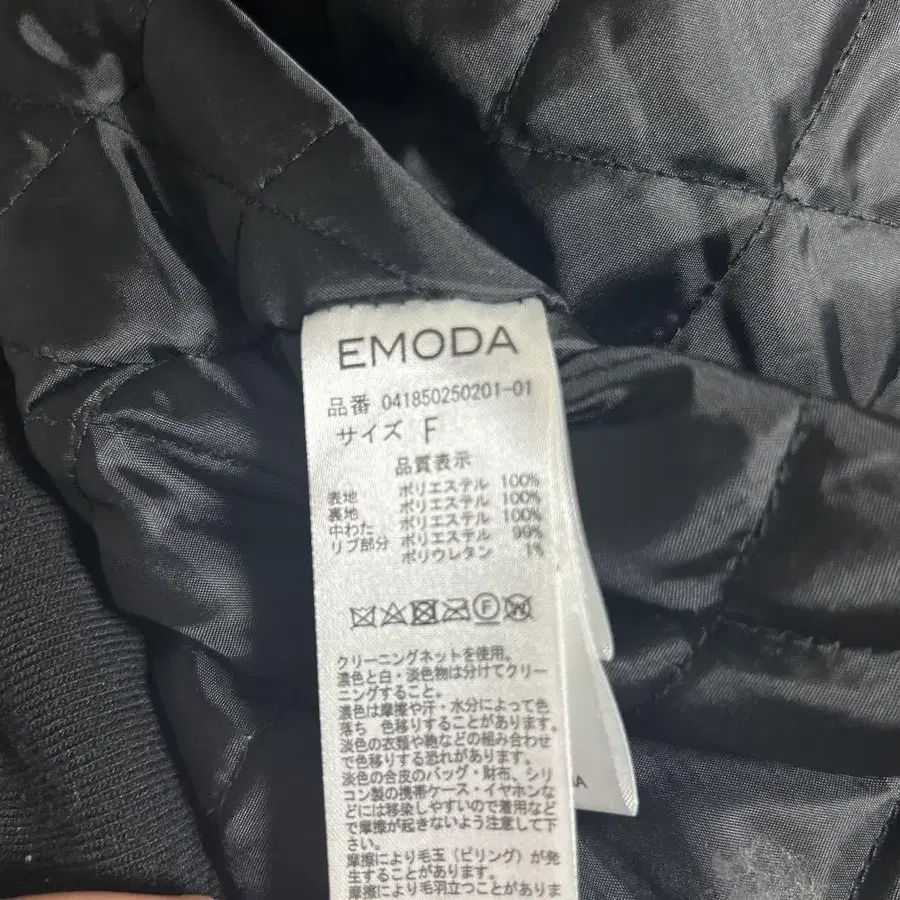 EMODA
品番 041850250201-01
サイズ F
品質表示
表地 ポリエステル 100%
裏地 ポリエステル 100%
中わた ポリエステル 100%
リブ部分 ポリエステル 99%
ポリウレタン 1%
クリーニングネットを使用。
濃色と白・淡色物は分けてクリー
ニングすること。
濃色は摩擦や汗・水分によって色
落ち 色移りすることがあります。
淡色の衣類や鞄などの組み合わせ
で色移りする恐れがあります。
淡色の合皮のバッグ・財布、シリ
コン製の携帯ケース・イヤホンな
どには移染しやすいので着用など
で摩擦が起きないよう注意して下
さい。
摩擦により毛玉（ピリング）が発
生することがあります。
摩擦により毛羽立つことがありま